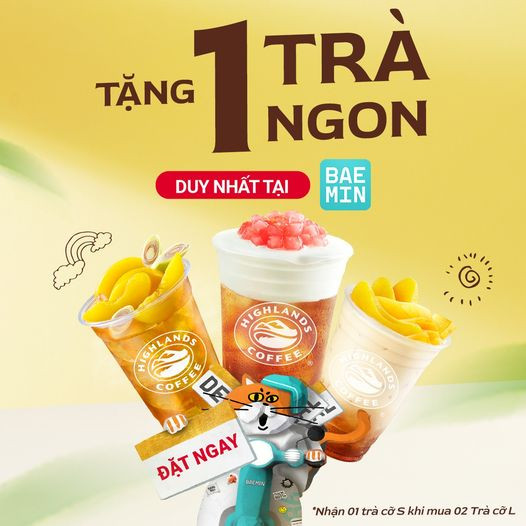 TẶNG 1 TRÀ
NGON
DUY NHẤT TẠI
BAE
MIN
HIGHLANDS
COFFEE
HIGHLANDS
COFFEE
HIGHLANDS
COFFEE
ĐẶT NGAY
BAEMIN
*Nhận 01 trà cỡ S khi mua 02 Trà cỡ L